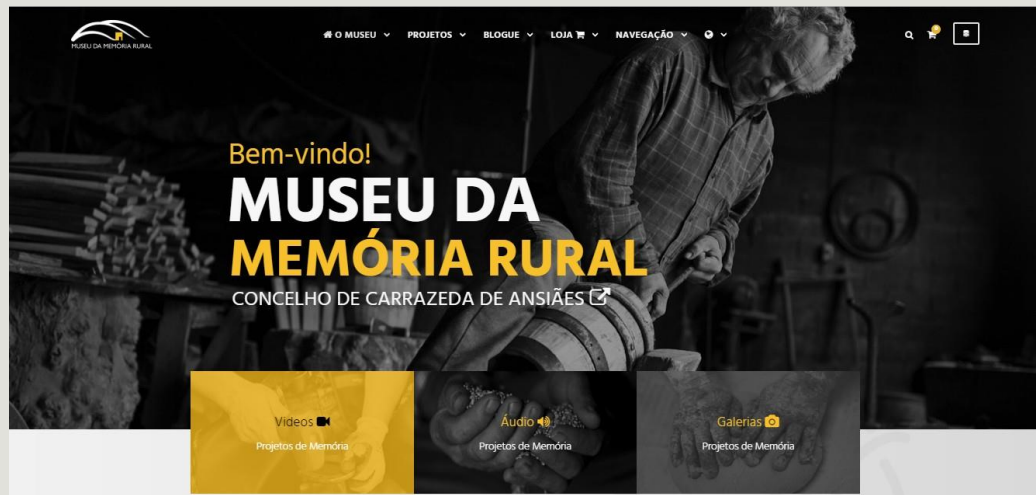 MUSEU DA MEMÓRIA RURAL
O MUSEU
PROJETOS
BLOGUE
LOJA
NAVEGAÇÃO
Bem-vindo!
MUSEU DA
MEMÓRIA RURAL
CONCELHO DE CARRAZEDA DE ANSIÃES
Videos
Projetos de Memória
Áudio
Projetos de Memória
Galerias
Projetos de Memória